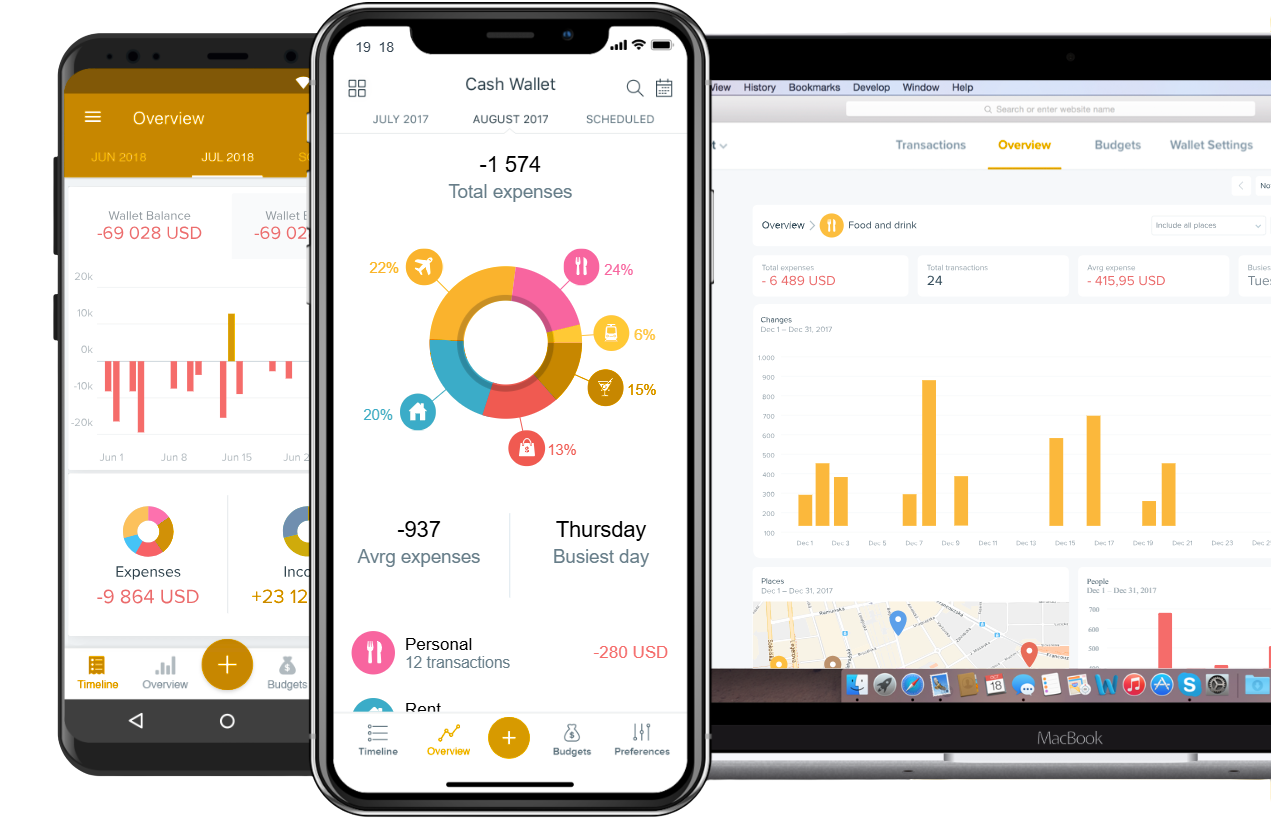 Overview
JUN 2018
JUL 2018
Wallet Balance
-69 028 USD
Wallet
-69 02
20k
10k
0k
-10k
-20k
Jun 1
Jun 8
Jun 15
Jun 2
Expenses
-9 864 USD
Inco
+23 12
Timeline
Overview
+
Budgets
19 18
Cash Wallet
JULY 2017
AUGUST 2017
SCHEDULED
-1 574
Total expenses
22%
24%
6%
15%
13%
20%
-937
Avrg expenses
Thursday
Busiest day
Personal
12 transactions
-280 USD
Rent
Timeline
Overview
+
Budgets
Preferences
View History Bookmarks Develop Window Help
Search or enter website name
Transactions
Overview
Budgets
Wallet Settings
No
Overview
Food and drink
Include all places
Total expenses
- 6 489 USD
Total transactions
24
Avrg expense
- 415,95 USD
Busies
Tues
Changes
Dec 1 – Dec 31, 2017
1 000
900
800
700
600
500
400
300
200
100
Dec 1
Dec 3
Dec 5
Dec 7
Dec 9
Dec 11
Dec 13
Dec 15
Dec 17
Dec 19
Dec 21
Dec 23
Dec 2
Places
Dec 1 – Dec 31, 2017
People
Dec 1 – Dec 31, 2017
700
600
500
400
18
MacBook